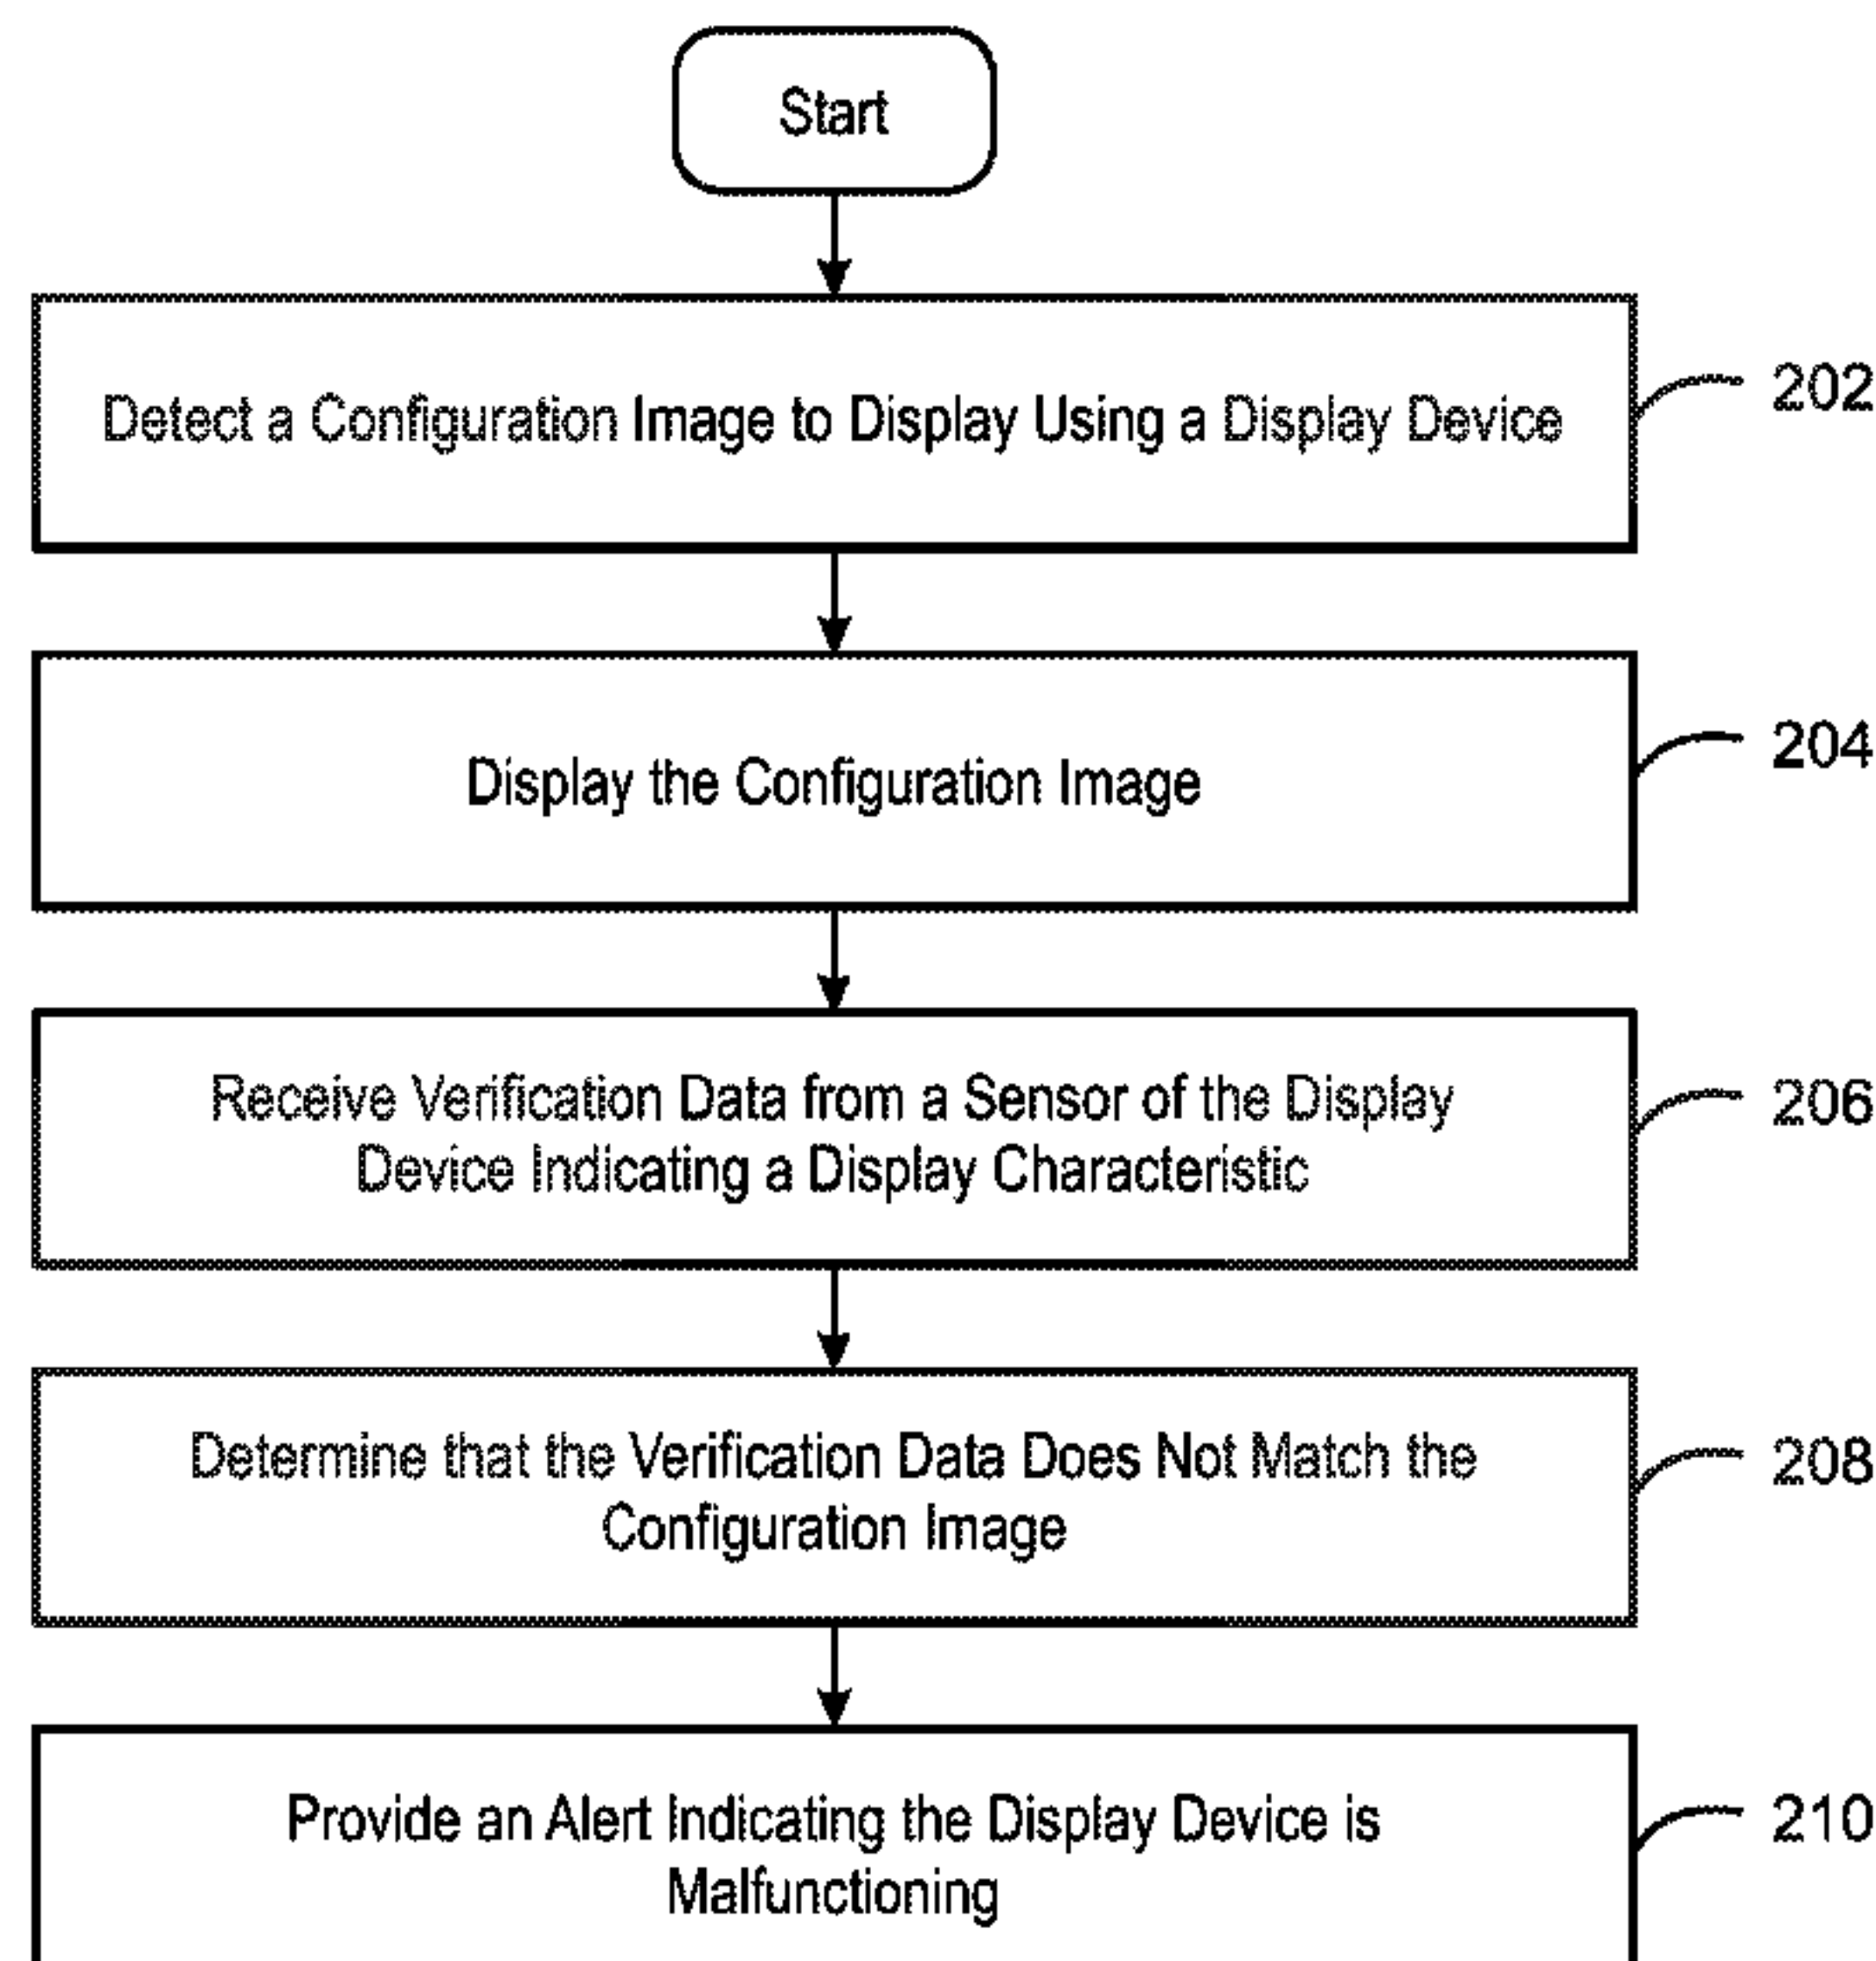 Start
Detect a Configuration Image to Display Using a Display Device
202
Display the Configuration Image
204
Receive Verification Data from a Sensor of the Display
Device Indicating a Display Characteristic
206
Determine that the Verification Data Does Not Match the
Configuration Image
208
Provide an Alert Indicating the Display Device is
Malfunctioning
210